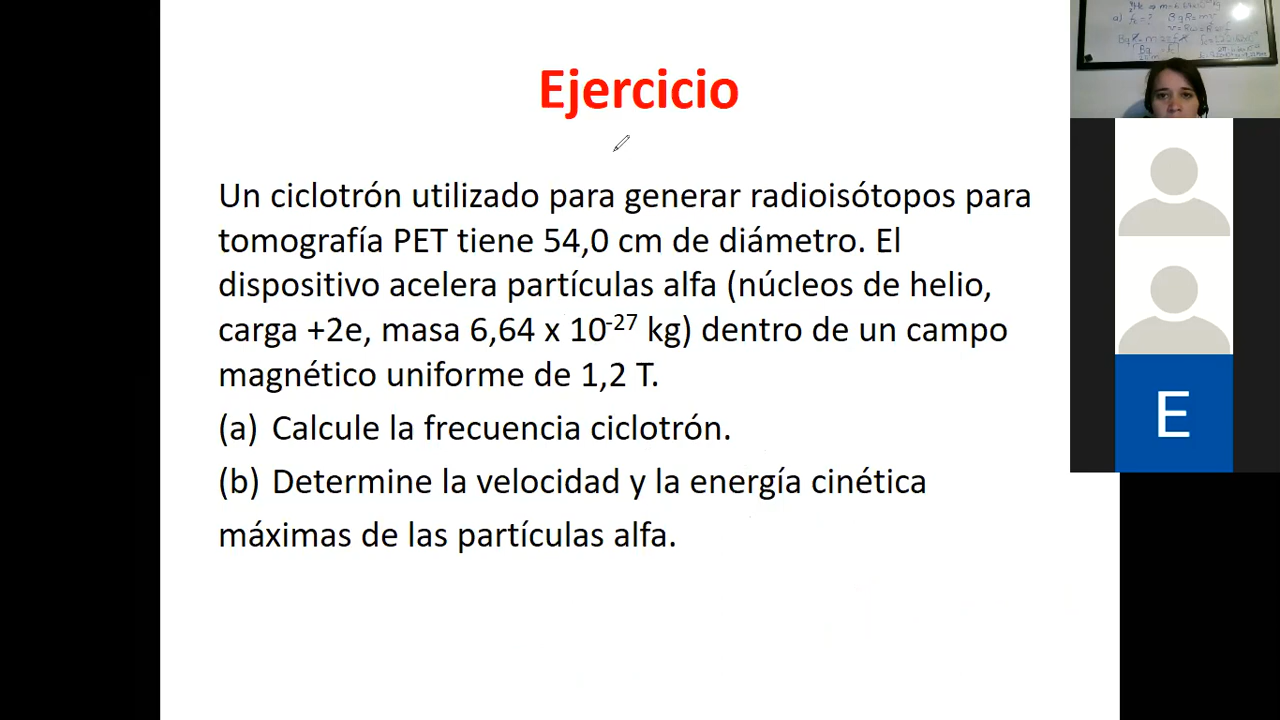 Ejercicio
Un ciclotrón utilizado para generar radioisótopos para
tomografía PET tiene 54,0 cm de diámetro. El
dispositivo acelera partículas alfa (núcleos de helio,
carga +2e, masa 6,64 x 10⁻²⁷ kg) dentro de un campo
magnético uniforme de 1,2 T.
(a) Calcule la frecuencia ciclotrón.
(b) Determine la velocidad y la energía cinética
máximas de las partículas alfa.
E